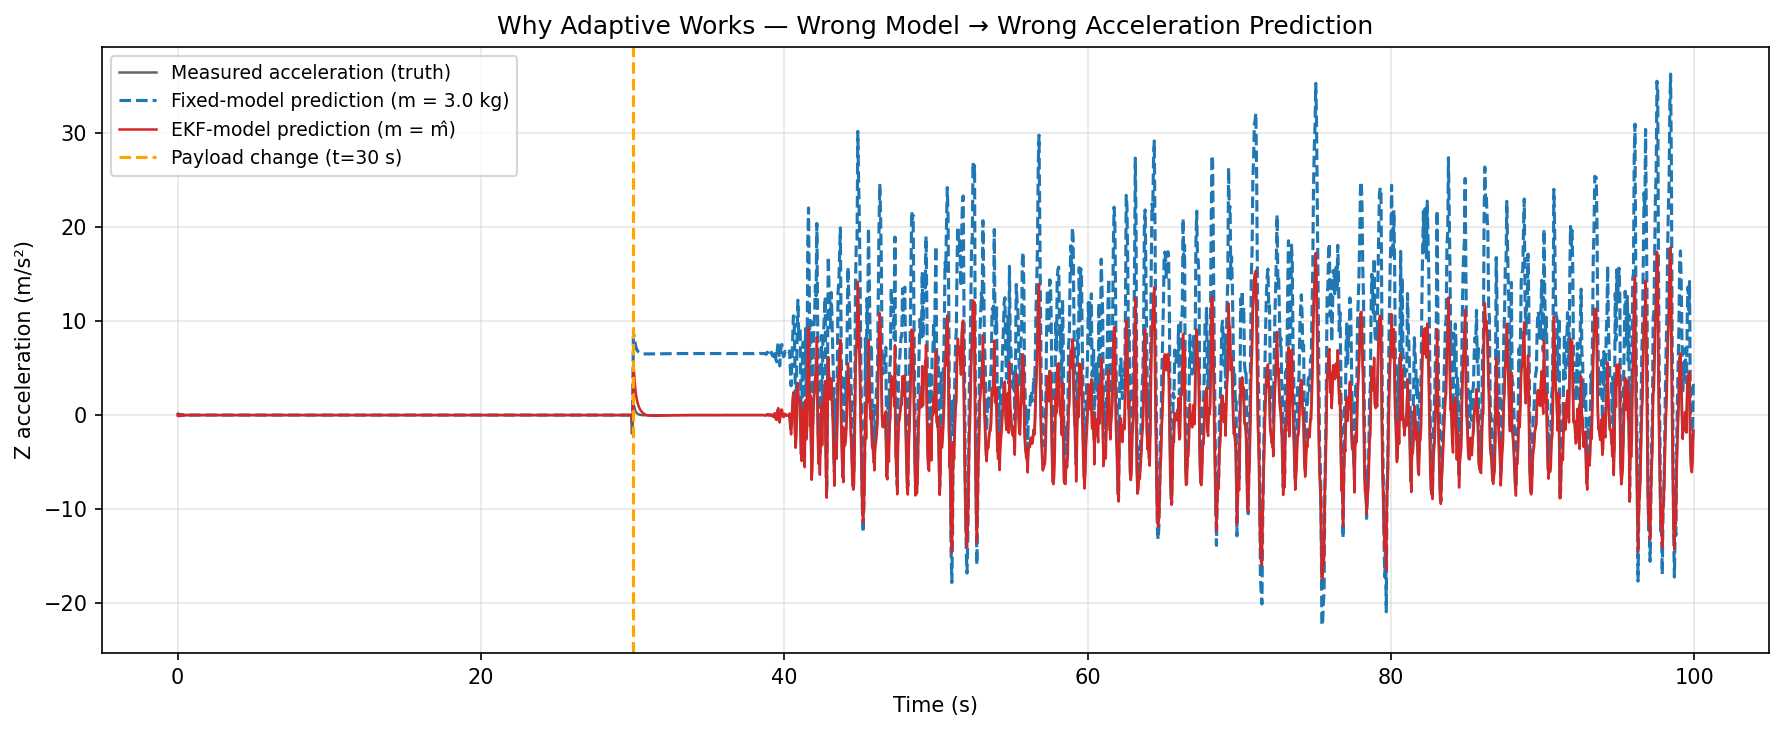 Why Adaptive Works — Wrong Model → Wrong Acceleration Prediction
Measured acceleration (truth)
Fixed-model prediction (m = 3.0 kg)
EKF-model prediction (m = m̂)
Payload change (t=30 s)
Z acceleration (m/s²)
30
20
10
0
−10
−20
0
20
40
60
80
100
Time (s)